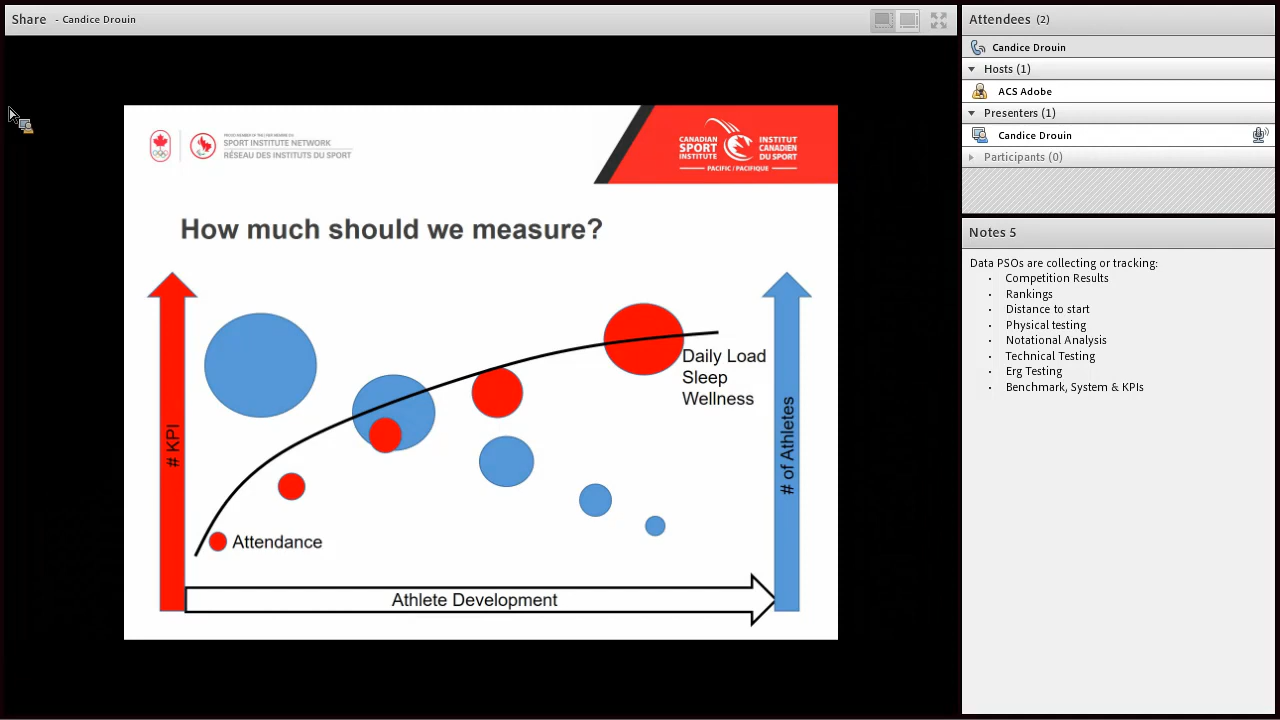 Share - Candice Drouin
PROUD MEMBER OF THE | FIER MEMBRE DU
SPORT INSTITUTE NETWORK
RÉSEAU DES INSTITUTS DU SPORT
CANADIAN SPORT INSTITUTE
INSTITUT CANADIEN DU SPORT
PACIFIC / PACIFIQUE
How much should we measure?
# KPI
Daily Load
Sleep
Wellness
# of Athletes
Attendance
Athlete Development
Attendees (2)
Candice Drouin
Hosts (1)
ACS Adobe
Presenters (1)
Candice Drouin
Participants (0)
Notes 5
Data PSOs are collecting or tracking:
• Competition Results
• Rankings
• Distance to start
• Physical testing
• Notational Analysis
• Technical Testing
• Erg Testing
• Benchmark, System & KPIs